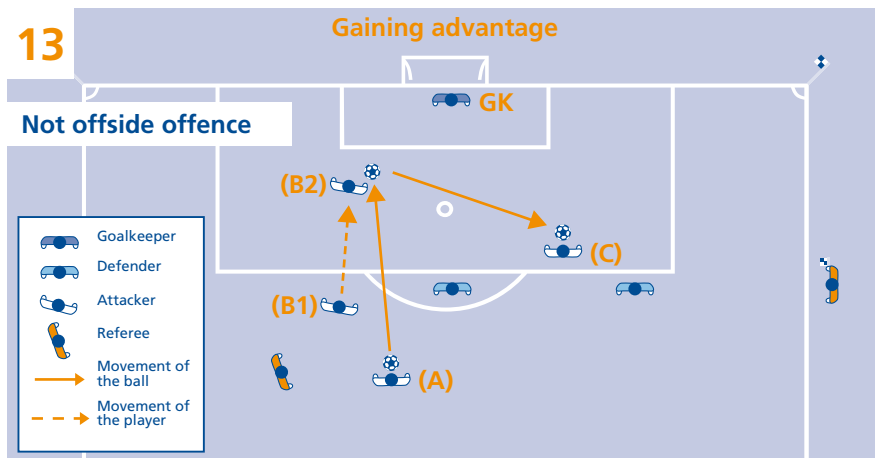 13
Gaining advantage
GK
Not offside offence
(B2)
(C)
(B1)
(A)
Goalkeeper
Defender
Attacker
Referee
Movement of
the ball
Movement of
the player